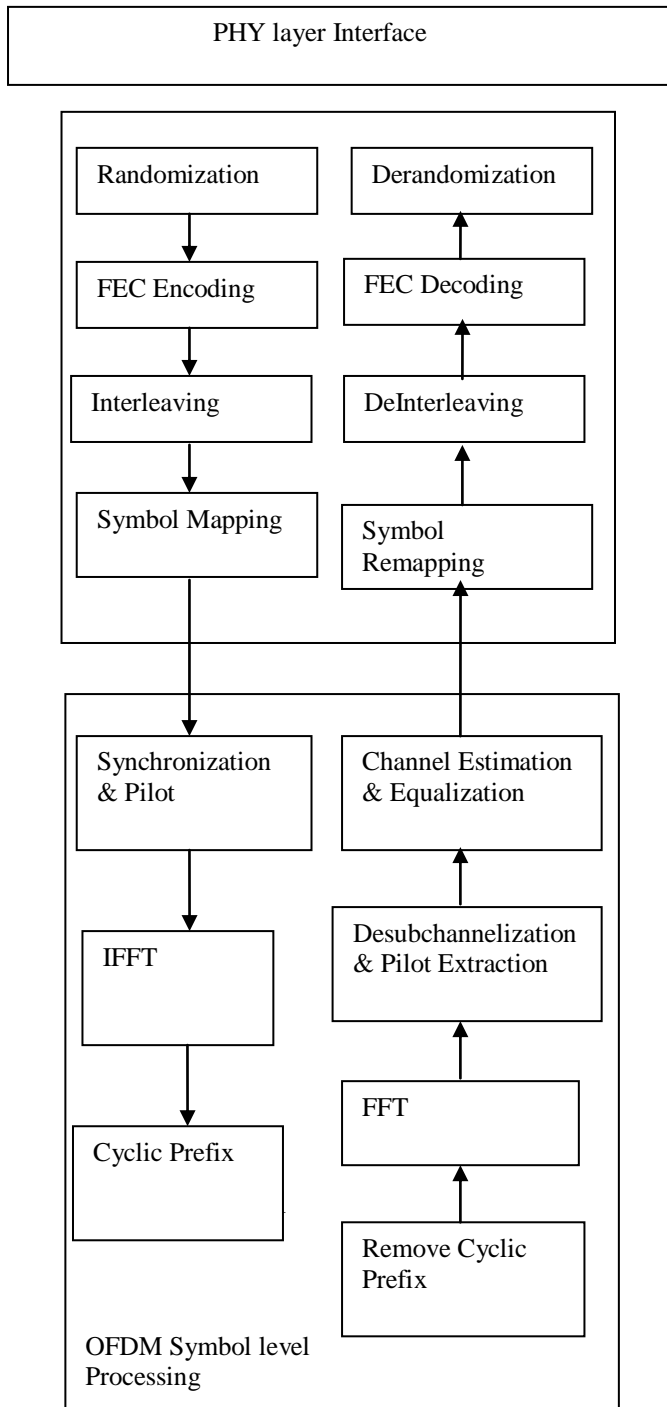 PHY layer Interface
Randomization
FEC Encoding
Interleaving
Symbol Mapping
Derandomization
FEC Decoding
DeInterleaving
Symbol
Remapping
Synchronization
& Pilot
IFFT
Cyclic Prefix
Channel Estimation
& Equalization
Desubchannelization
& Pilot Extraction
FFT
Remove Cyclic
Prefix
OFDM Symbol level
Processing